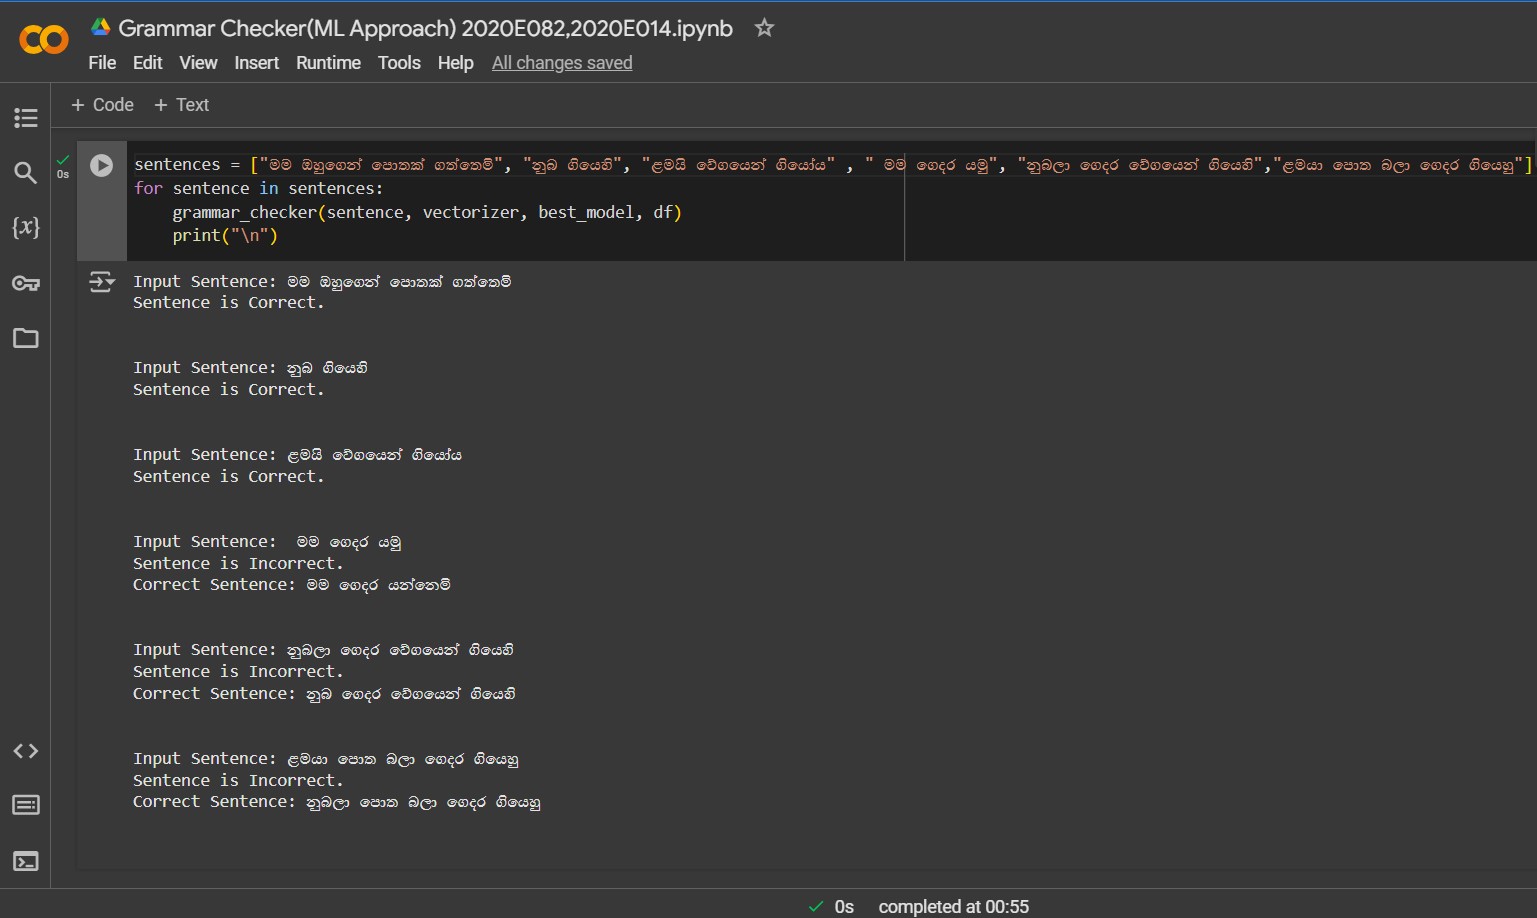 Grammar Checker(ML Approach) 2020E082,2020E014.ipynb
File Edit View Insert Runtime Tools Help All changes saved
+ Code + Text
0s
sentences = ["මම ඔහුගෙන් පොතක් ගත්තෙමි", "නුබ ගියෙහි", "ළමයි වේගයෙන් ගියෝය" , " මම ගෙදර යමු", "නුබලා ගෙදර වේගයෙන් ගියෙහි","ළමයා පොත බලා ගෙදර ගියෙහු"]
for sentence in sentences:
grammar_checker(sentence, vectorizer, best_model, df)
print("\n")
Input Sentence: මම ඔහුගෙන් පොතක් ගත්තෙමි
Sentence is Correct.
Input Sentence: නුබ ගියෙහි
Sentence is Correct.
Input Sentence: ළමයි වේගයෙන් ගියෝය
Sentence is Correct.
Input Sentence:  මම ගෙදර යමු
Sentence is Incorrect.
Correct Sentence: මම ගෙදර යන්නෙමි
Input Sentence: නුබලා ගෙදර වේගයෙන් ගියෙහි
Sentence is Incorrect.
Correct Sentence: නුබ ගෙදර වේගයෙන් ගියෙහි
Input Sentence: ළමයා පොත බලා ගෙදර ගියෙහු
Sentence is Incorrect.
Correct Sentence: නුබලා පොත බලා ගෙදර ගියෙහු
0s completed at 00:55